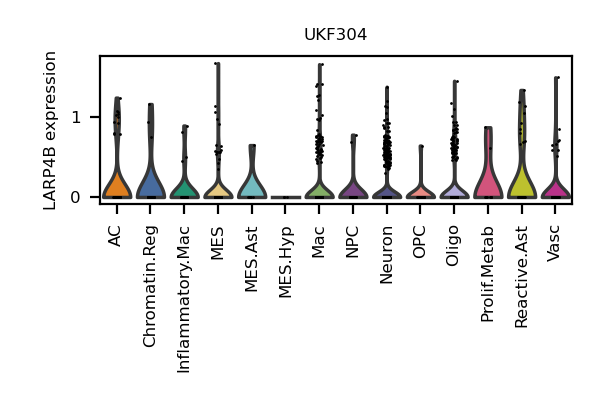 UKF304
LARP4B expression
1
0
AC
Chromatin.Reg
Inflammatory.Mac
MES
MES.Ast
MES.Hyp
Mac
NPC
Neuron
OPC
Oligo
Prolif.Metab
Reactive.Ast
Vasc